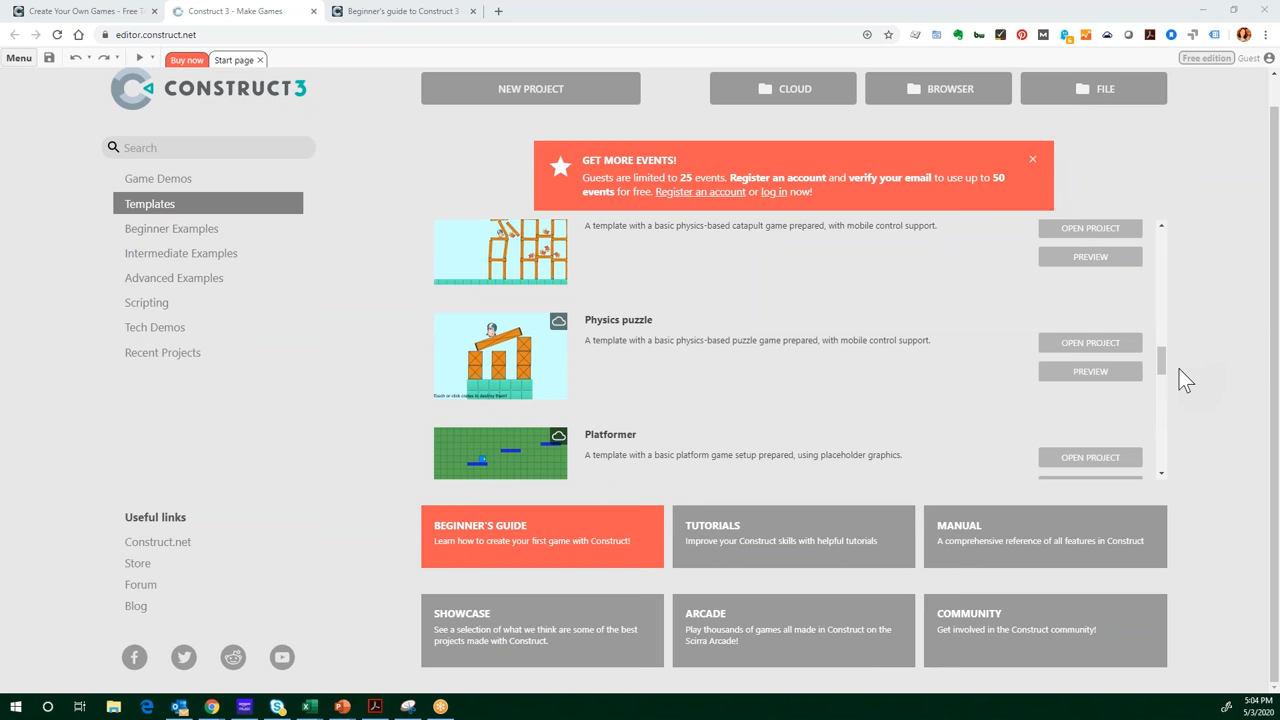 Create Your Own Games - Free T
Construct 3 - Make Games
Beginner's guide to Construct 3
editor.construct.net
Menu
Buy now
Start page
Free edition
Guest
CONSTRUCT3
NEW PROJECT
CLOUD
BROWSER
FILE
Search
GET MORE EVENTS!
Guests are limited to 25 events. Register an account and verify your email to use up to 50
events for free. Register an account or log in now!
Game Demos
Templates
Beginner Examples
Intermediate Examples
Advanced Examples
Scripting
Tech Demos
Recent Projects
A template with a basic physics-based catapult game prepared, with mobile control support.
OPEN PROJECT
PREVIEW
Physics puzzle
A template with a basic physics-based puzzle game prepared, with mobile control support.
OPEN PROJECT
PREVIEW
Touch or click crates to destroy them!
Platformer
A template with a basic platform game setup prepared, using placeholder graphics.
OPEN PROJECT
Useful links
Construct.net
Store
Forum
Blog
BEGINNER'S GUIDE
Learn how to create your first game with Construct!
TUTORIALS
Improve your Construct skills with helpful tutorials
MANUAL
A comprehensive reference of all features in Construct
SHOWCASE
See a selection of what we think are some of the best
projects made with Construct.
ARCADE
Play thousands of games all made in Construct on the
Scirra Arcade!
COMMUNITY
Get involved in the Construct community!
5:04 PM
5/3/2020